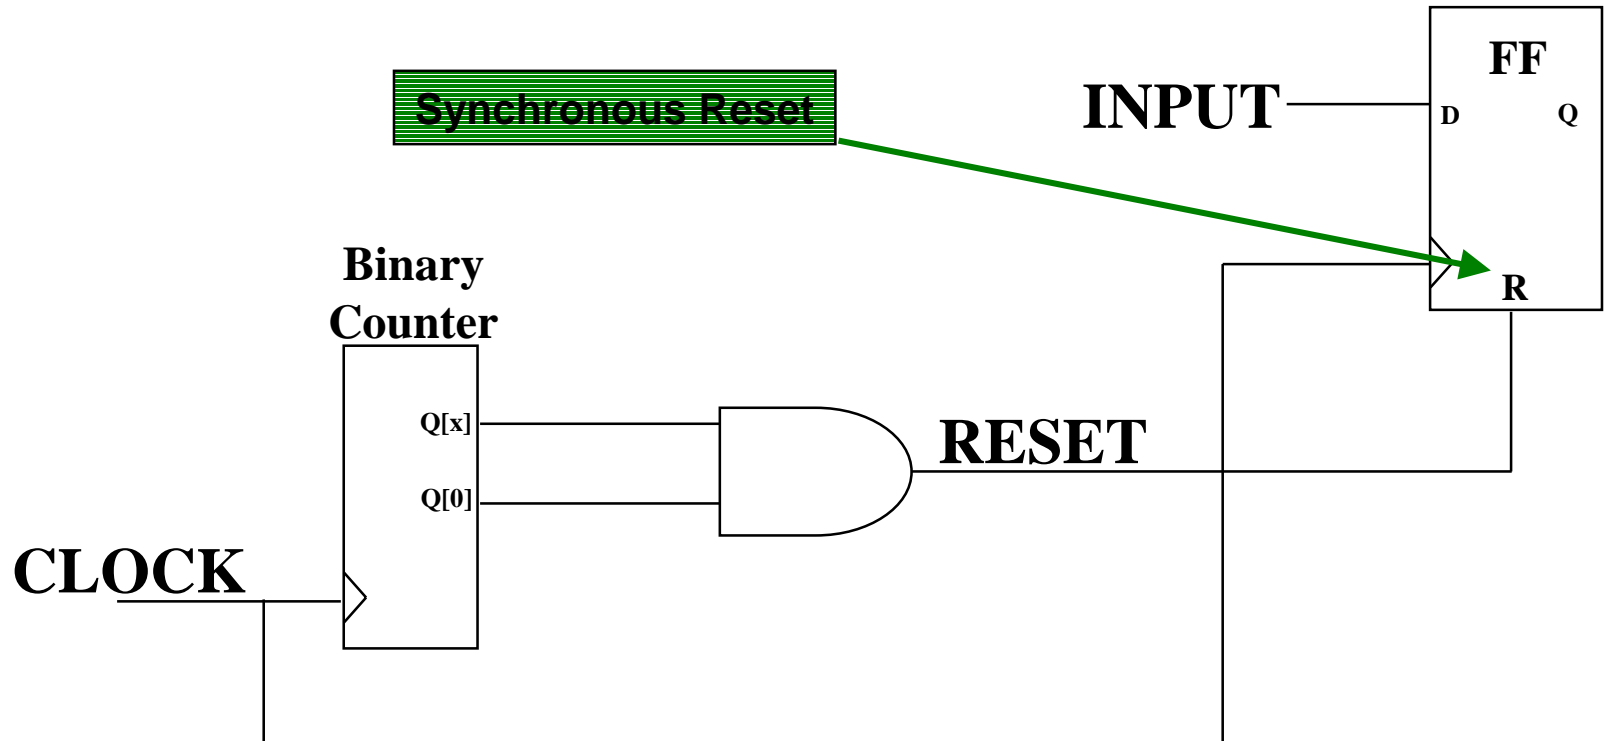 FF
Synchronous Reset
INPUT
D
Q
Binary
Counter
R
Q[x]
RESET
Q[0]
CLOCK